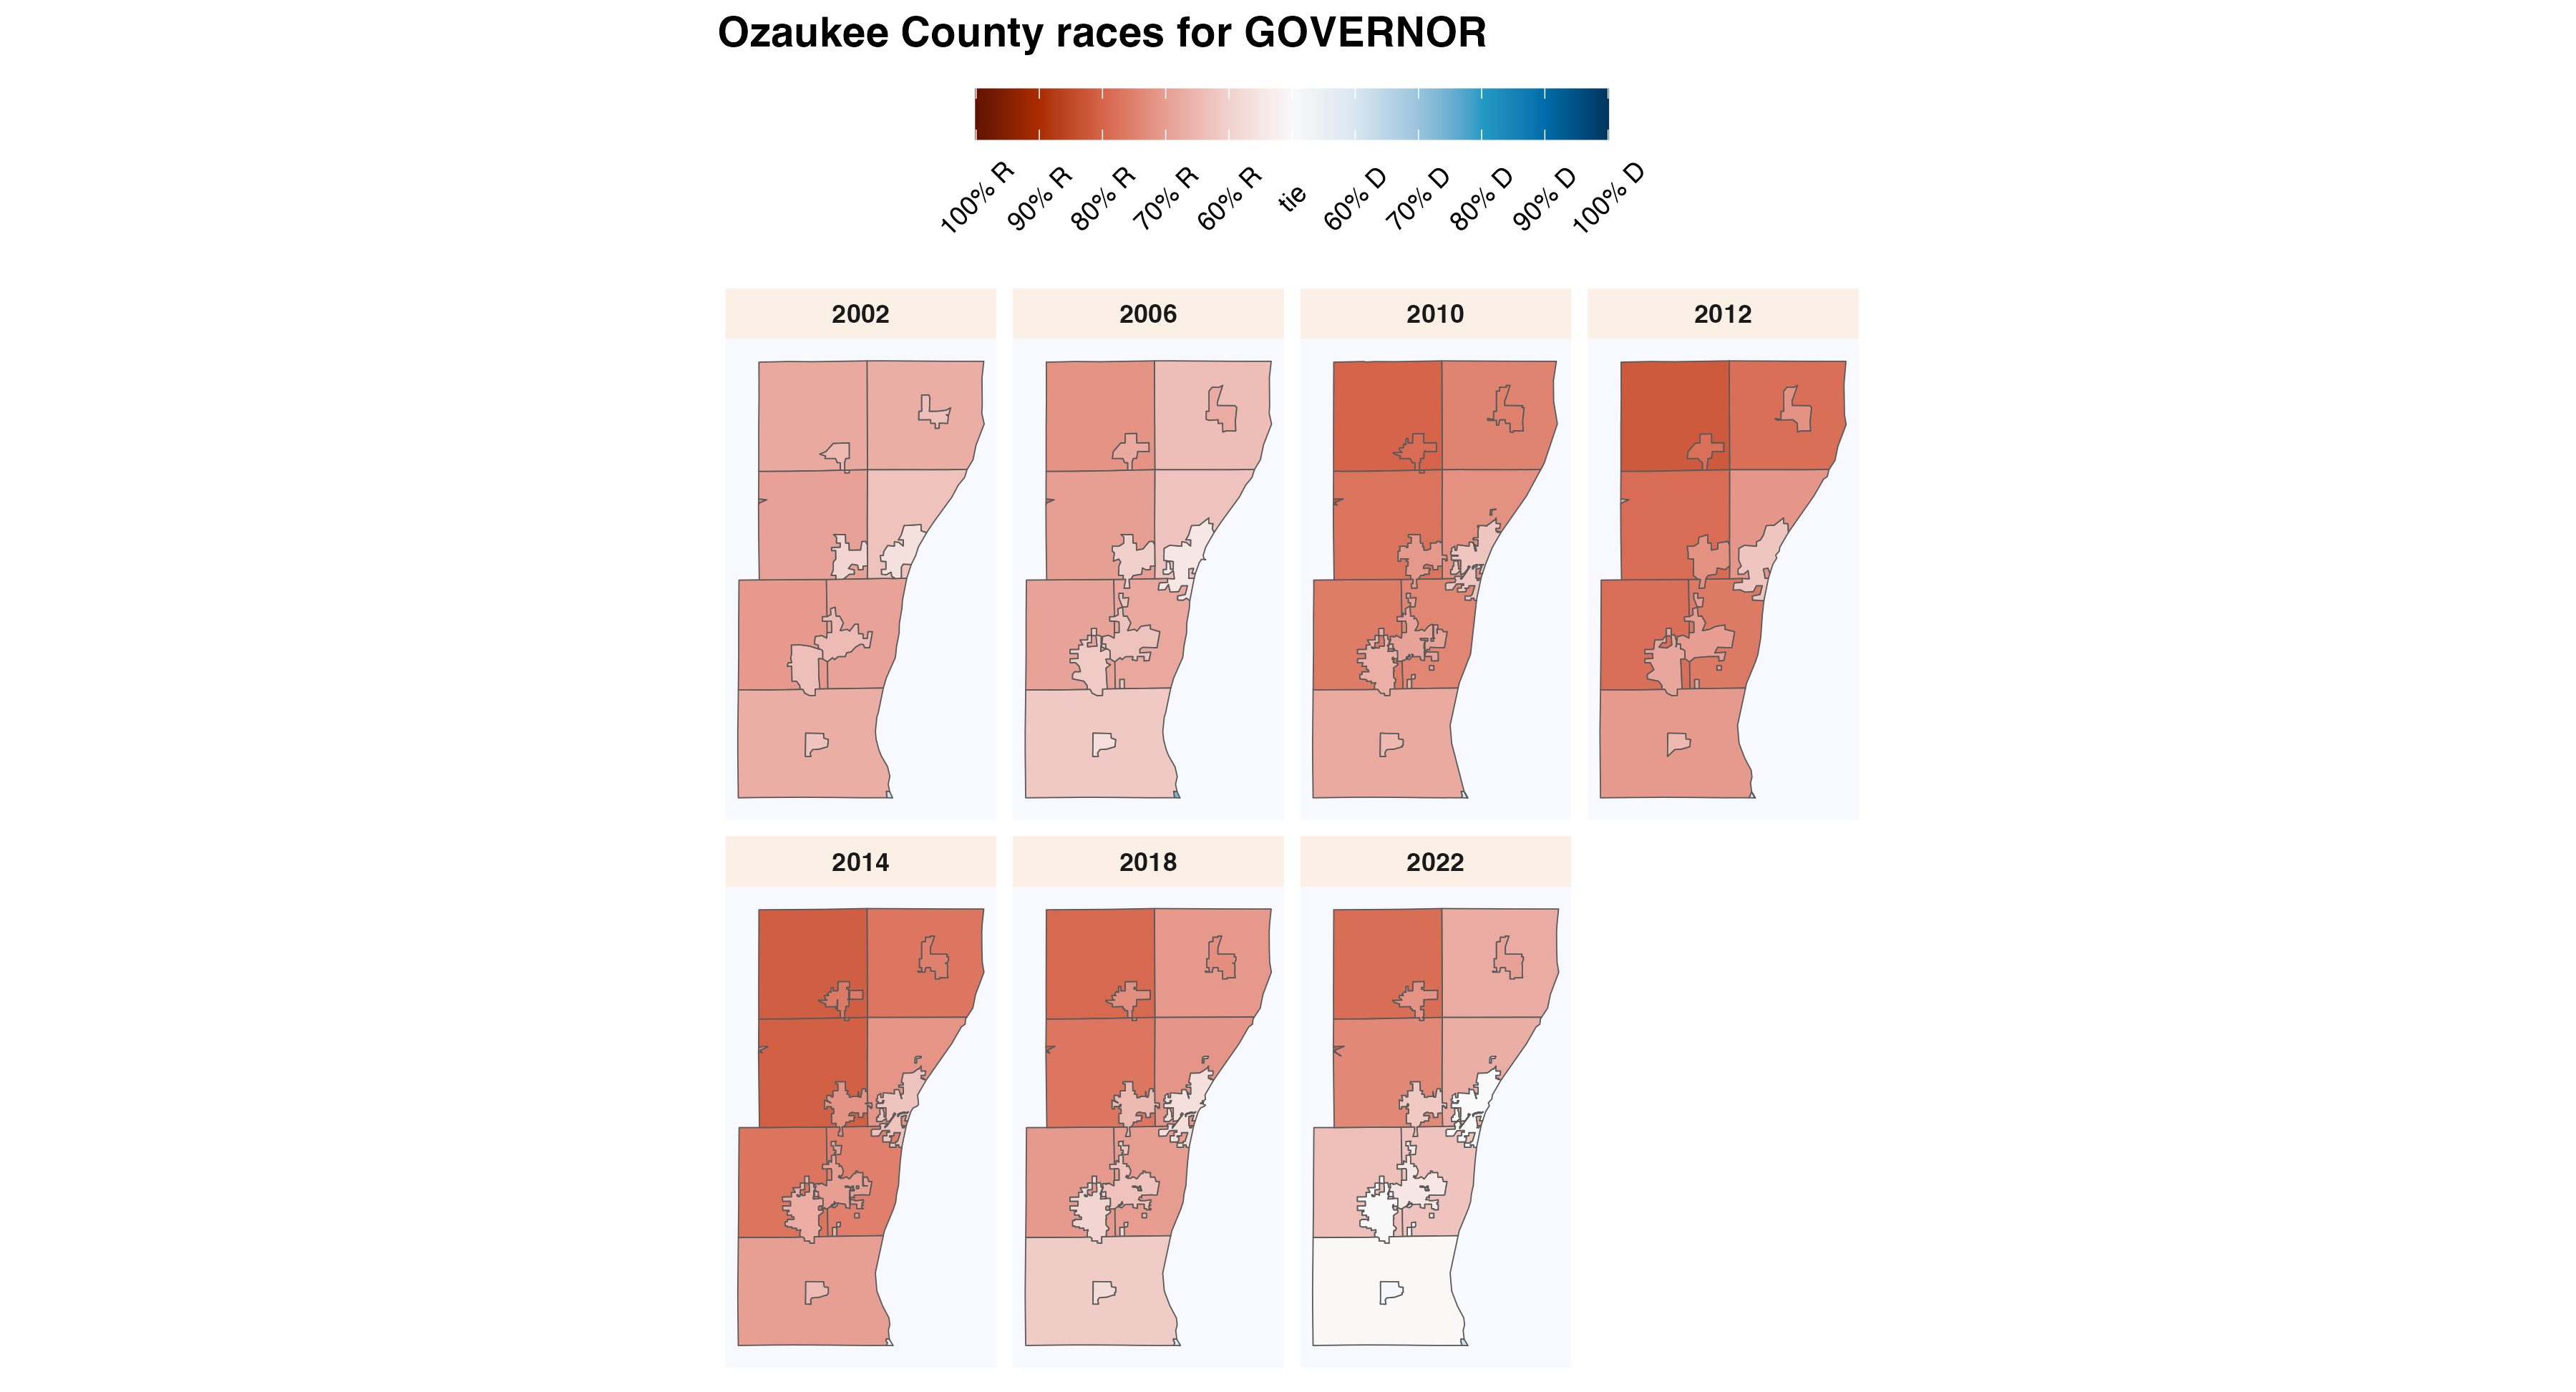 Ozaukee County races for GOVERNOR
100% R
90% R
80% R
70% R
60% R
tie
60% D
70% D
80% D
90% D
100% D
2002
2006
2010
2012
2014
2018
2022